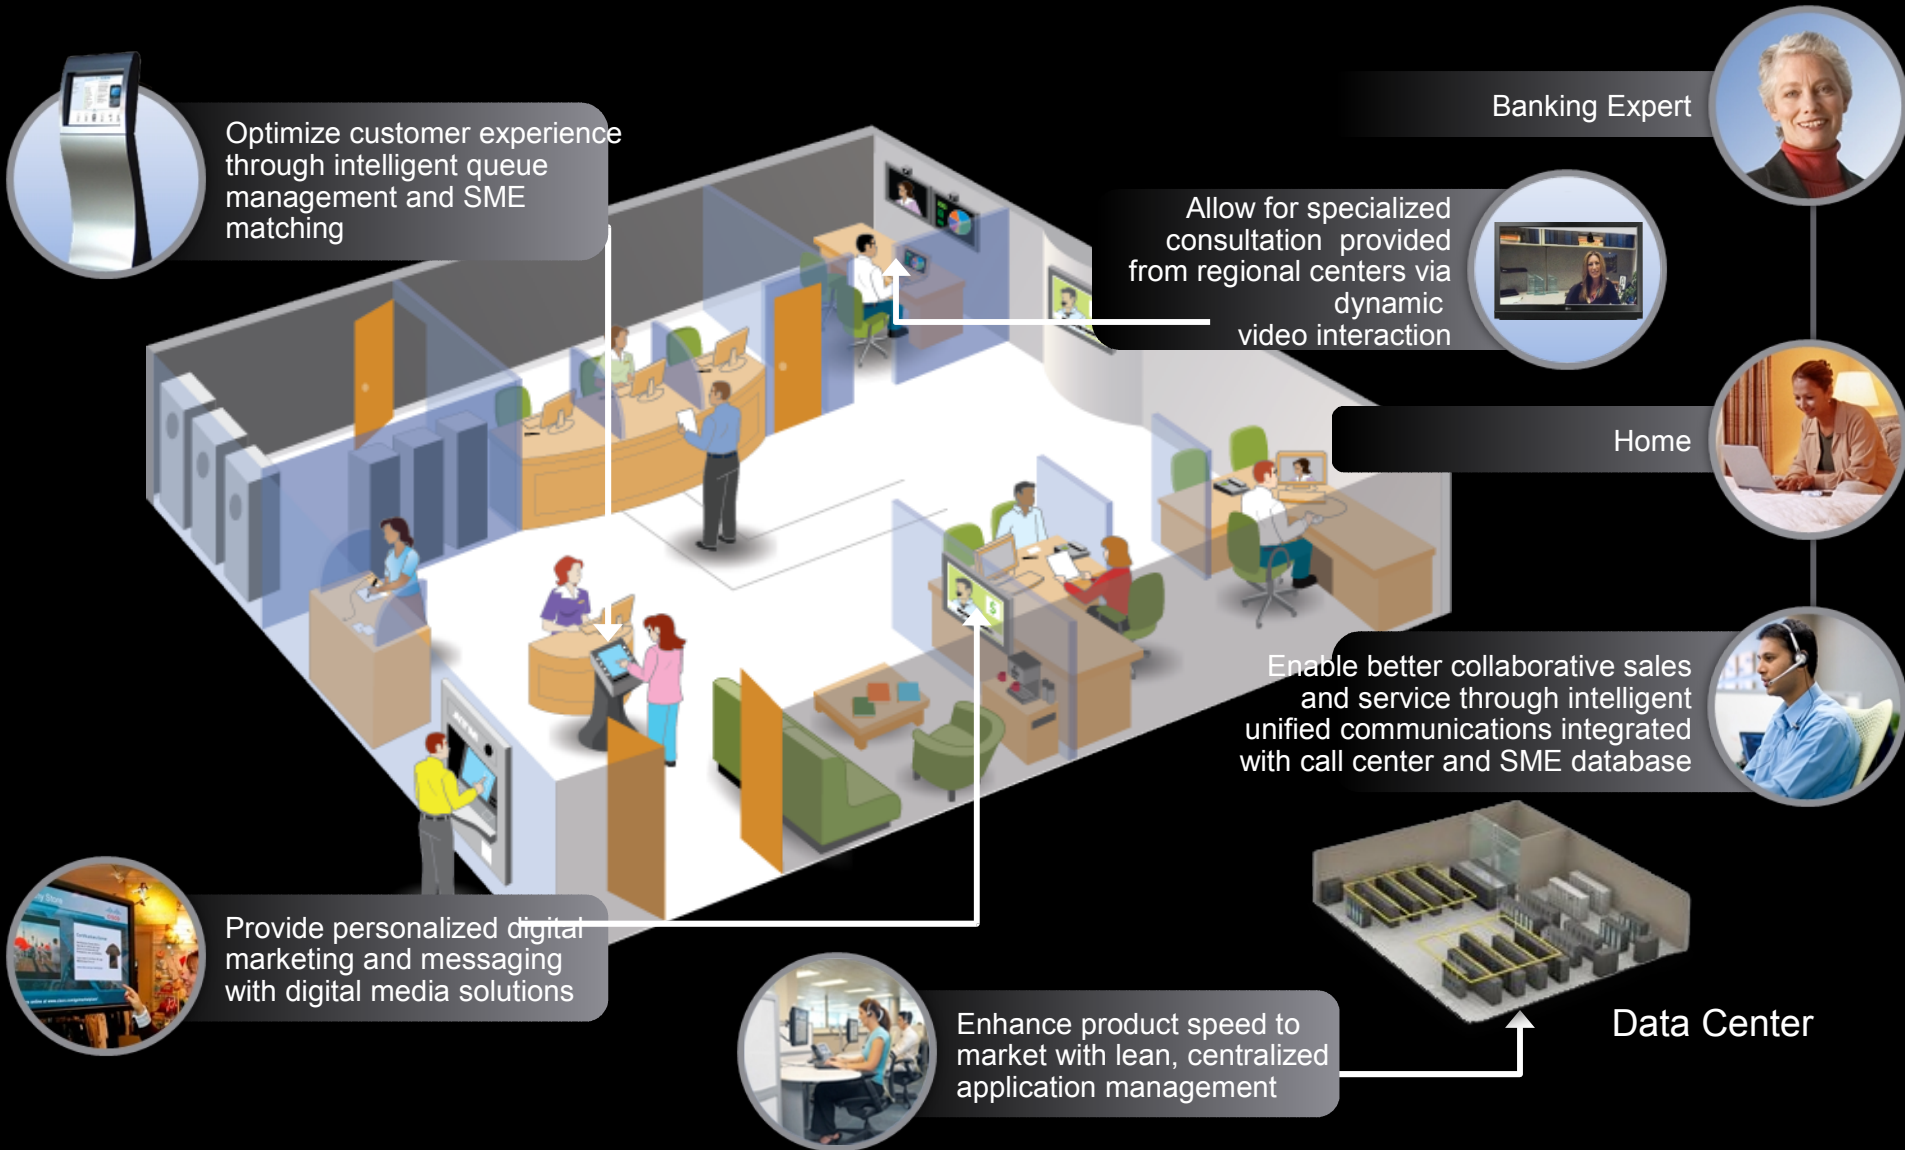 Banking Expert
Optimize customer experience
through intelligent queue
management and SME
matching
Allow for specialized
consultation provided
from regional centers via
dynamic
video interaction
Home
Enable better collaborative sales
and service through intelligent
unified communications integrated
with call center and SME database
ATM
Provide personalized digital
marketing and messaging
with digital media solutions
Enhance product speed to
market with lean, centralized
application management
Data Center